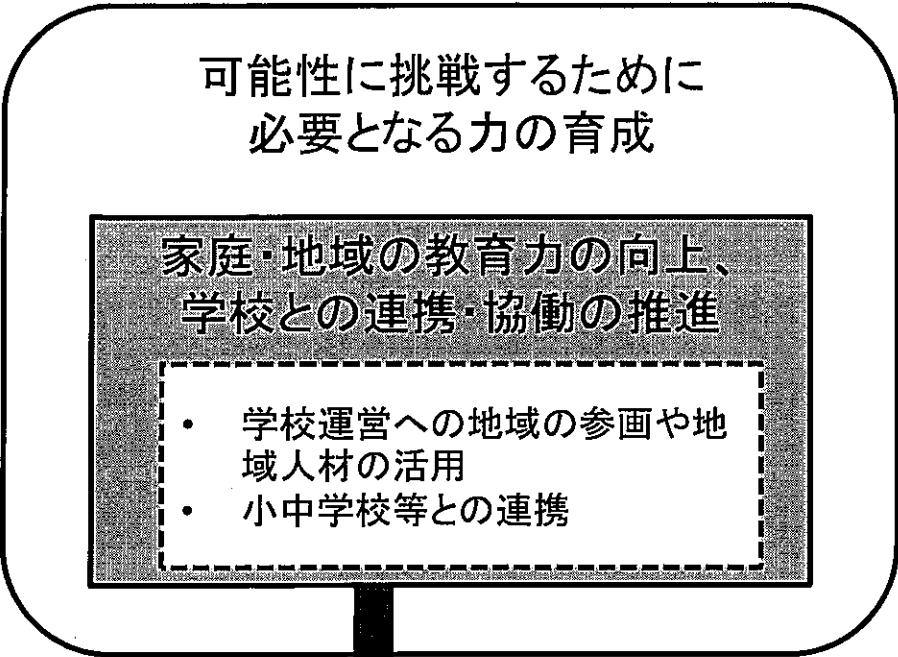 可能性に挑戦するために
必要となる力の育成
家庭・地域の教育力の向上、
学校との連携・協働の推進
• 学校運営への地域の参画や地
域人材の活用
• 小中学校等との連携